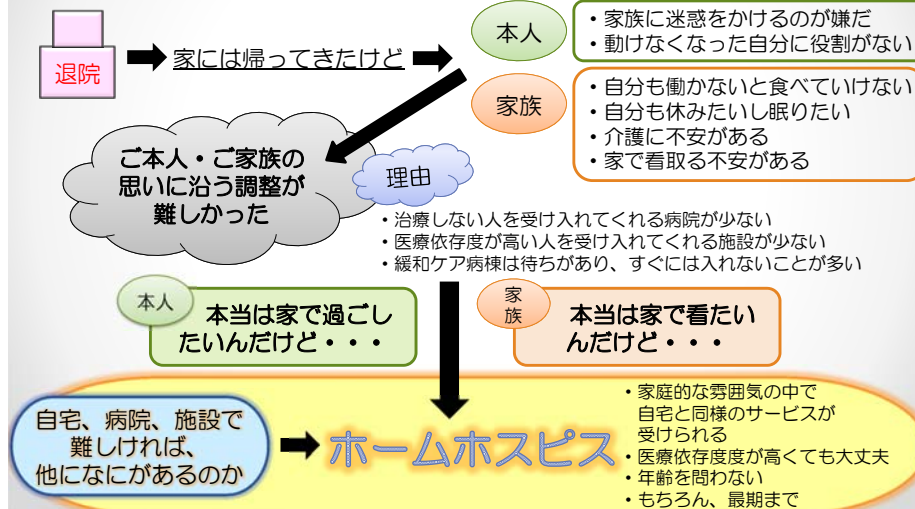 退院
家には帰ってきたけど
本人
・家族に迷惑をかけるのが嫌だ
・動けなくなった自分に役割がない
家族
・自分も働かないと食べていけない
・自分も休みたいし眠りたい
・介護に不安がある
・家で看取る不安がある
ご本人・ご家族の
思いに沿う調整が
難しかった
理由
・治療しない人を受け入れてくれる病院が少ない
・医療依存度が高い人を受け入れてくれる施設が少ない
・緩和ケア病棟は待ちがあり、すぐには入れないことが多い
本人
本当は家で過ごし
たいんだけど・・・
家
族
本当は家で看たい
んだけど・・・
自宅、病院、施設で
難しければ、
他になにがあるのか
ホームホスピス
・家庭的な雰囲気の中で
自宅と同様のサービスが
受けられる
・医療依存度度が高くても大丈夫
・年齢を問わない
・もちろん、最期まで